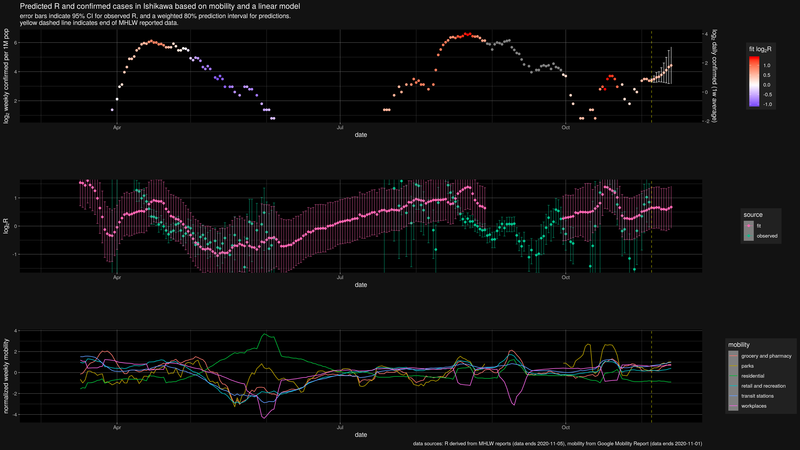 Predicted R and confirmed cases in Ishikawa based on mobility and a linear model
error bars indicate 95% CI for observed R, and a weighted 80% prediction interval for predictions.
yellow dashed line indicates end of MHLW reported data.
log₂ weekly confirmed per 1M pop
6
4
2
4
2
0
-2
log₂ daily confirmed (1w average)
Apr
Jul
Oct
date
fit log₂R
1.0
0.5
0.0
-0.5
-1.0
log₂R
1
0
-1
Apr
Jul
Oct
date
source
fit
observed
normalized weekly mobility
4
2
0
-2
-4
Apr
Jul
Oct
date
mobility
grocery and pharmacy
parks
residential
retail and recreation
transit stations
workplaces
data sources: R derived from MHLW reports (data ends 2020-11-05), mobility from Google Mobility Report (data ends 2020-11-01)